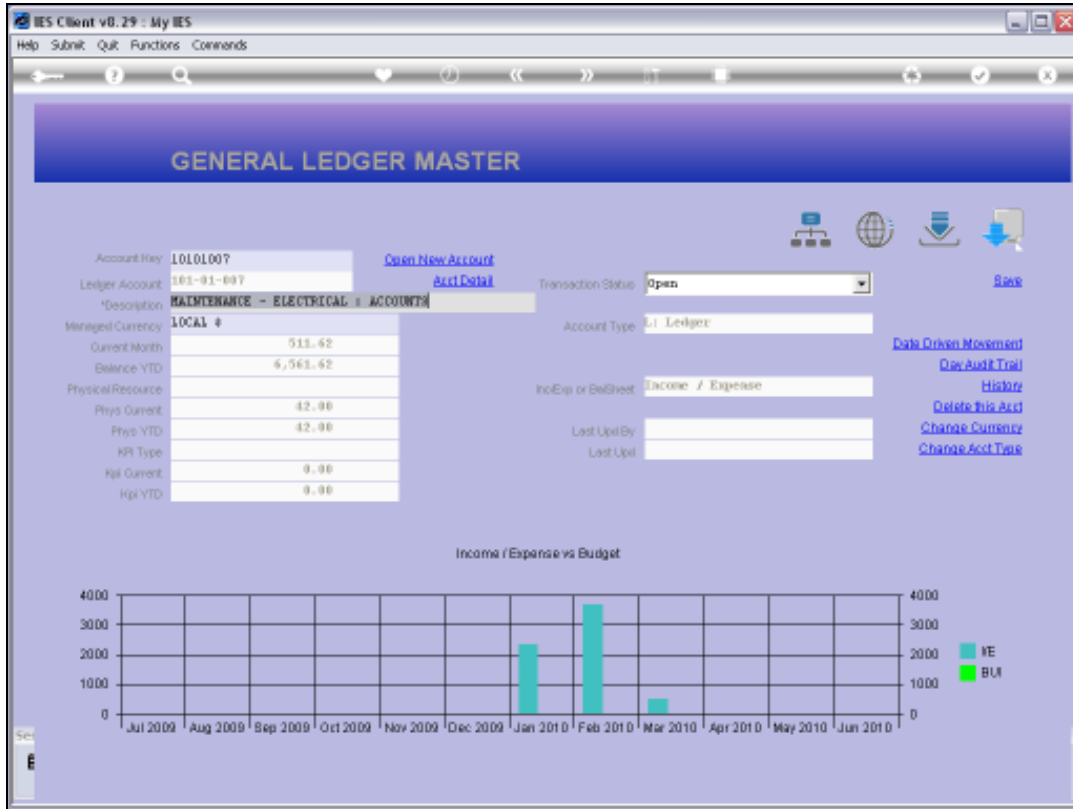 IES Client v8.29 : My IES
Help Submit Quit Functions Commands
GENERAL LEDGER MASTER
Account Key 10101007 Open New Account
Ledger Account 101-01-007 Acct Detail Transaction Status Open Save
*Description MAINTENANCE - ELECTRICAL : ACCOUNTS
Managed Currency LOCAL # Account Type L: Ledger
Current Month 511.62 Date Driven Movement
Balance YTD 6,561.62 Day Audit Trail
Physical Resource Inc/Exp or BalSheet Income / Expense History
Phys Current 42.00 Delete this Acct
Phys YTD 42.00 Last Upd By Change Currency
KPI Type Last Upd Change Acct Type
Kpi Current 0.00
Kpi YTD 0.00
Income / Expense vs Budget
4000 4000
3000 3000
2000 2000 I/E
1000 1000 BUI
0 0
Jul 2009 Aug 2009 Sep 2009 Oct 2009 Nov 2009 Dec 2009 Jan 2010 Feb 2010 Mar 2010 Apr 2010 May 2010 Jun 2010